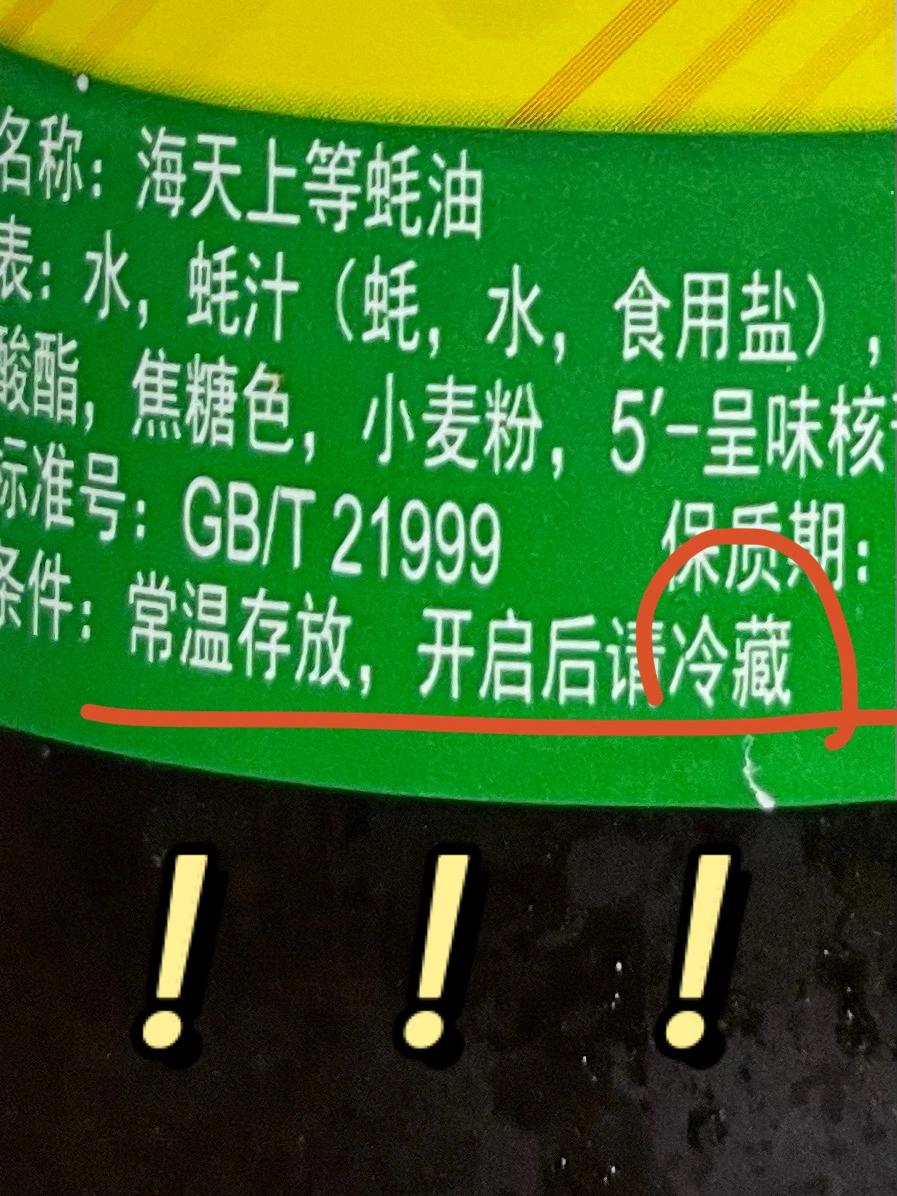 名称：海天上等蚝油
表：水，蚝汁（蚝，水，食用盐），
酸酯，焦糖色，小麦粉，5′-呈味核
标准号：GB/T 21999 保质期：
条件：常温存放，开启后请冷藏
! ! !